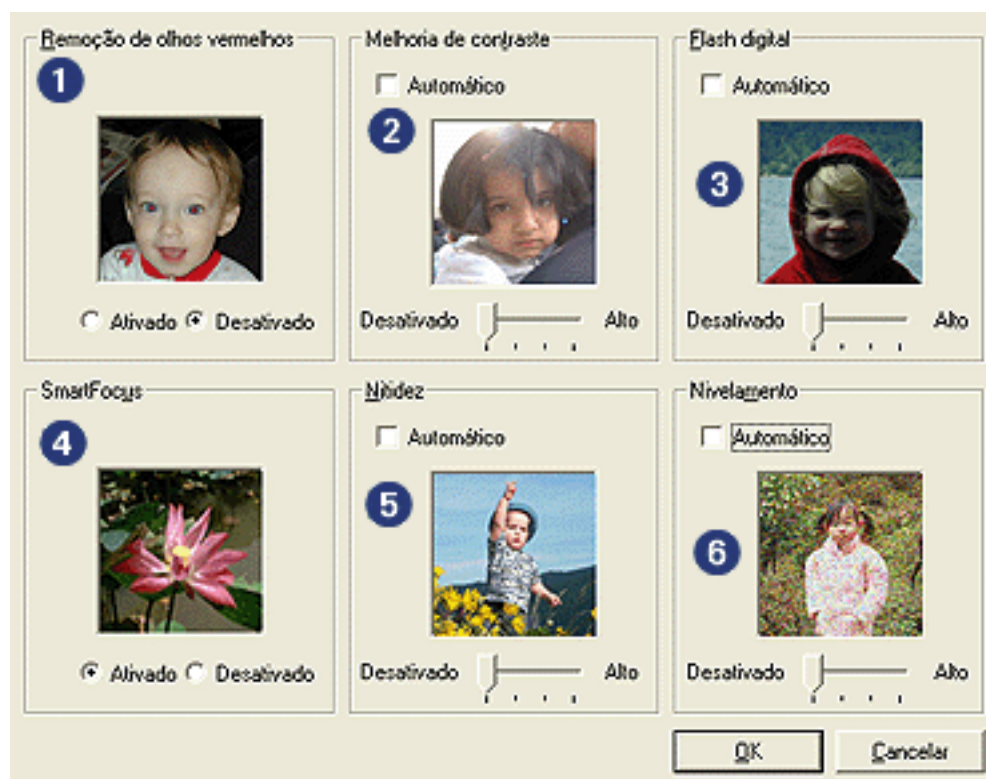 Remoção de olhos vermelhos
1
Ativado Desativado
Melhoria de contraste
Automático
2
Desativado Alto
Flash digital
Automático
3
Desativado Alto
SmartFocus
4
Ativado Desativado
Nitidez
Automático
5
Desativado Alto
Nivelamento
Automático
6
Desativado Alto
OK Cancelar